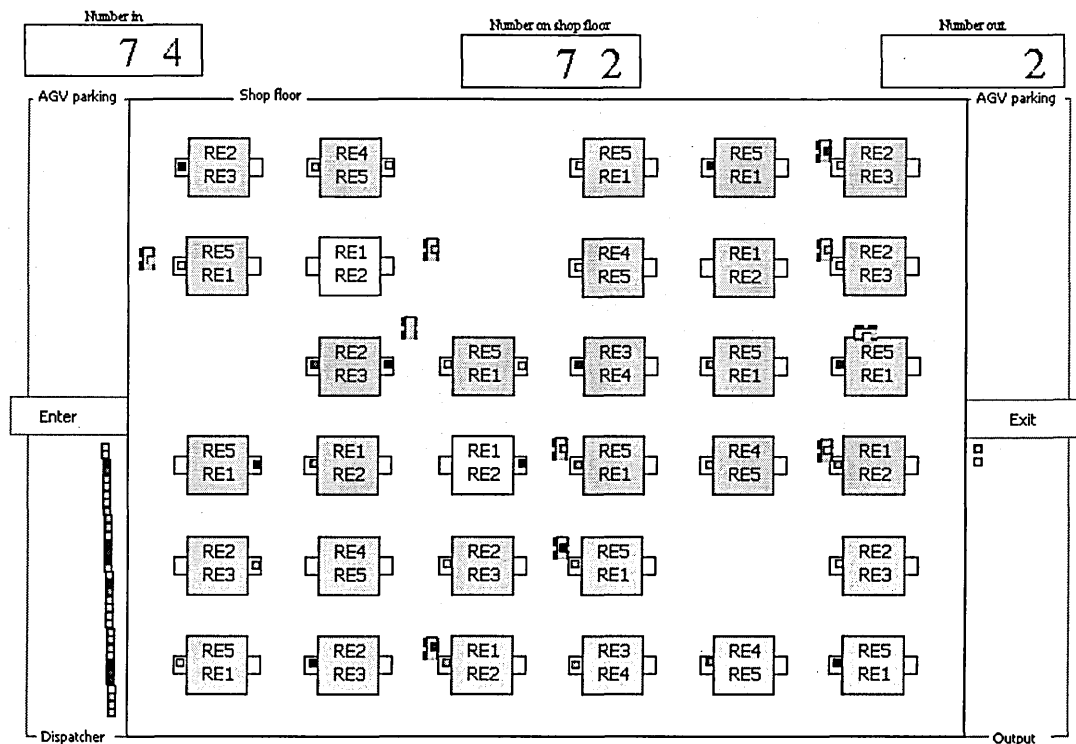 Number in
Number on shop floor
Number out
7 4
7 2
2
AGV parking
Shop floor
AGV parking
RE2
RE3
RE4
RE5
RE5
RE1
RE5
RE1
RE2
RE3
RE5
RE1
RE1
RE2
RE4
RE5
RE1
RE2
RE2
RE3
RE2
RE3
RE5
RE1
RE3
RE4
RE5
RE1
RE5
RE1
Enter
Exit
RE5
RE1
RE1
RE2
RE1
RE2
RE5
RE1
RE4
RE5
RE1
RE2
RE2
RE3
RE4
RE5
RE2
RE3
RE5
RE1
RE2
RE3
RE5
RE1
RE2
RE3
RE1
RE2
RE3
RE4
RE4
RE5
RE5
RE1
Dispatcher
Output